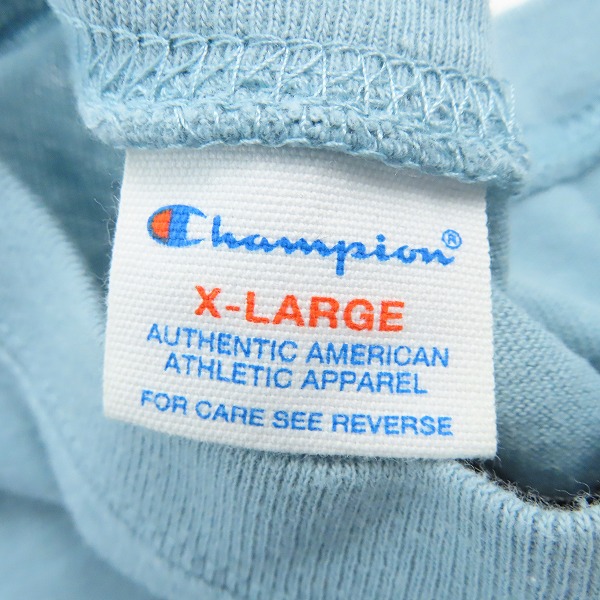 Champion®
X-LARGE
AUTHENTIC AMERICAN
ATHLETIC APPAREL
FOR CARE SEE REVERSE